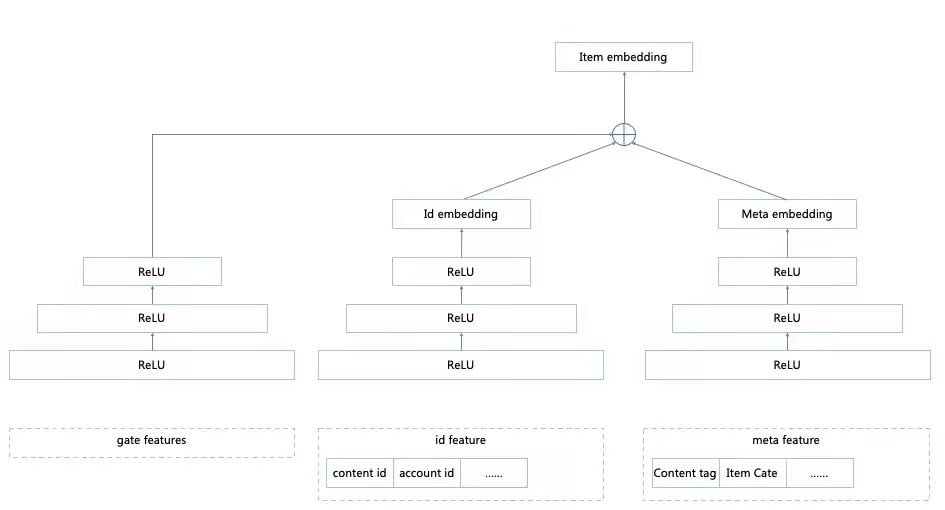 Item embedding
Id embedding
Meta embedding
ReLU
ReLU
ReLU
ReLU
ReLU
ReLU
ReLU
ReLU
ReLU
gate features
id feature
meta feature
content id
account id
......
Content tag
Item Cate
......